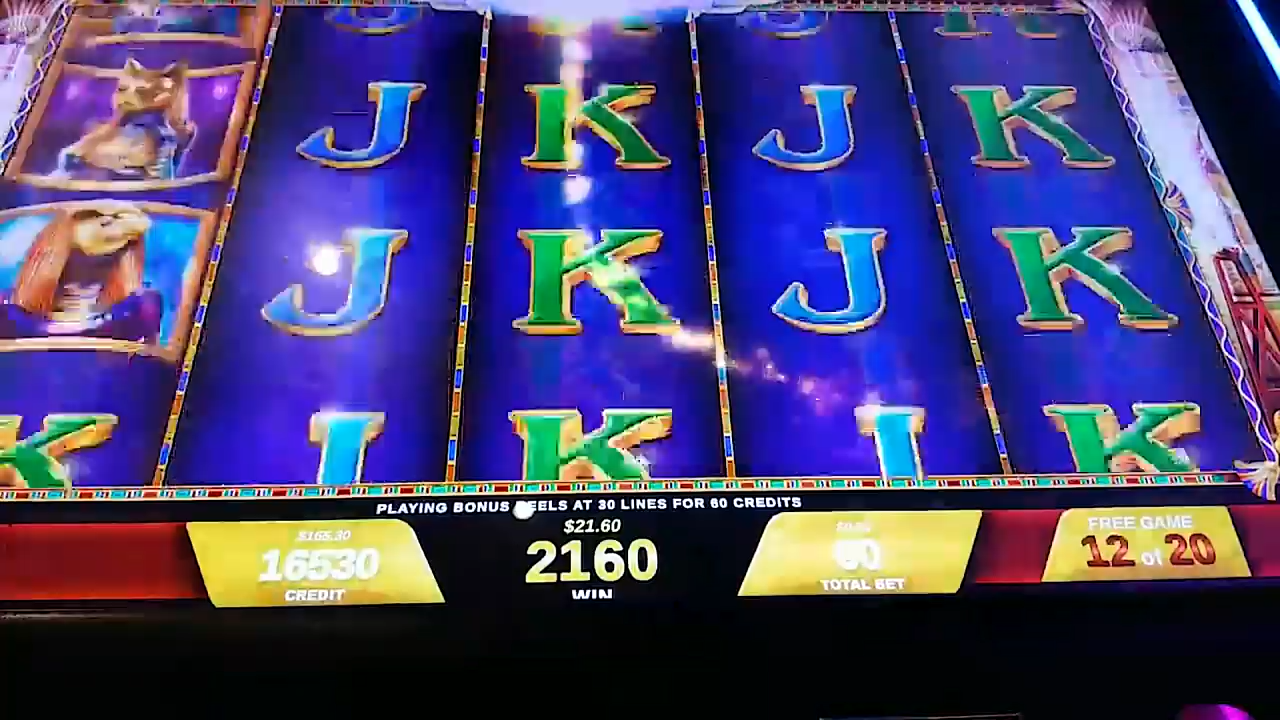 J K J K
J K J K
K J K J K
PLAYING BONUS REELS AT 30 LINES FOR 60 CREDITS
$165.30
16530
CREDIT
$21.60
2160
WIN
60
TOTAL BET
FREE GAME
12 of 20